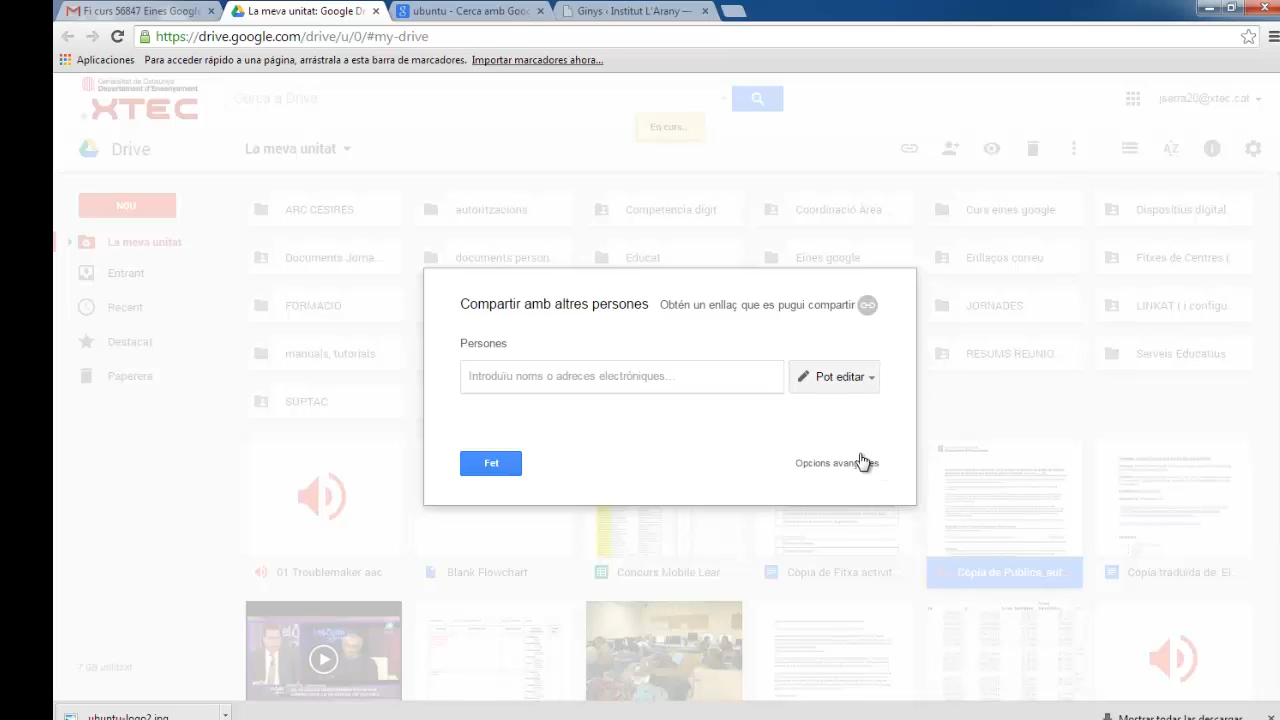 Fi curs 56847 Eines Google
La meva unitat: Google Dr
ubuntu - Cerca amb Goog
Ginys › Institut L'Arany —
https://drive.google.com/drive/u/0/#my-drive
Aplicaciones Para acceder rápido a una página, arrástrala a esta barra de marcadores. Importar marcadores ahora...
Generalitat de Catalunya
Departament d'Ensenyament
XTEC
Cerca a Drive
jserra20@xtec.cat
En curs...
Drive
La meva unitat
NOU
La meva unitat
Entrant
Recent
Destacat
Paperera
7 GB utilitzat
ARC CESIRES
autoritzacions
Competencia digit
Coordinació Àrea
Curs eines google
Dispositius digital
Documents Jorna...
documents person
Educat
Eines google
Enllaços correu
Fitxes de Centres (
FORMACIO
JORNADES
LINKAT ( i configu
manuals, tutorials
RESUMS REUNIO...
Serveis Educatius
SUPTAC
Compartir amb altres persones Obtén un enllaç que es pugui compartir
Persones
Introduïu noms o adreces electròniques...
Pot editar
Fet
Opcions avançades
01 Troublemaker.aac
Blank Flowchart
Concurs Mobile Lear
Còpia de Fitxa activit
Còpia de Publica_aut
Còpia traduïda de: El
ubuntu-logo2.jpg
Mostrar todas las descargas...